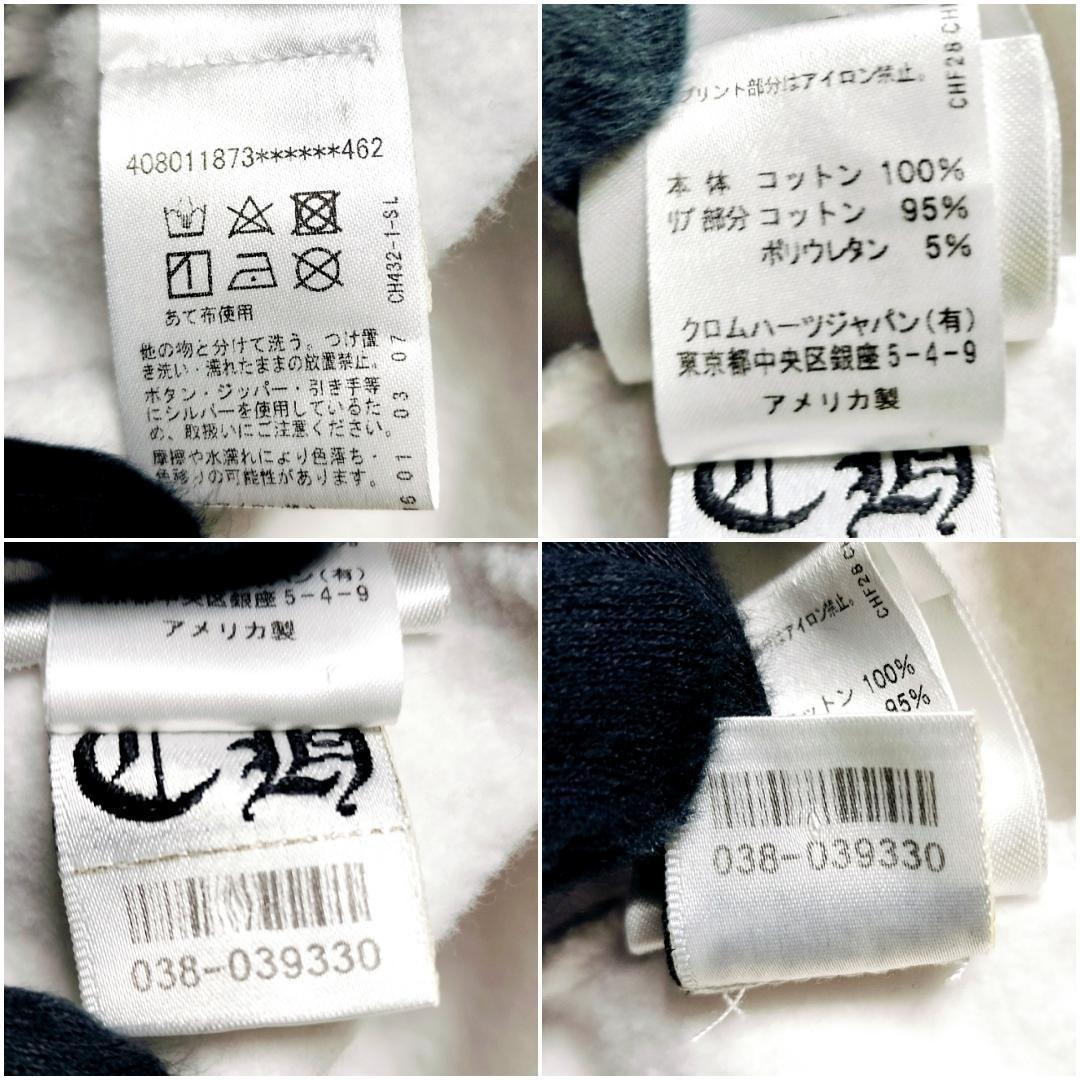 408011873******462
あて布使用
他の物と分けて洗う。つけ置
き洗い・濡れたままの放置禁止。
ボタン・ジッパー・引き手等
にシルバーを使用しているた
め、取扱いにご注意ください。
摩擦や水濡れにより色落ち・
色移りの可能性があります。
CH432-1-SL
01 03 07
プリント部分はアイロン禁止。
本体 コットン 100%
リブ部分 コットン 95%
ポリウレタン 5%
クロムハーツジャパン(有)
東京都中央区銀座5-4-9
アメリカ製
CHF28
CH
パン(有)
東京都中央区銀座5-4-9
アメリカ製
CH
038-039330
はアイロン禁止。
CHF28
ットン 100%
95%
038-039330